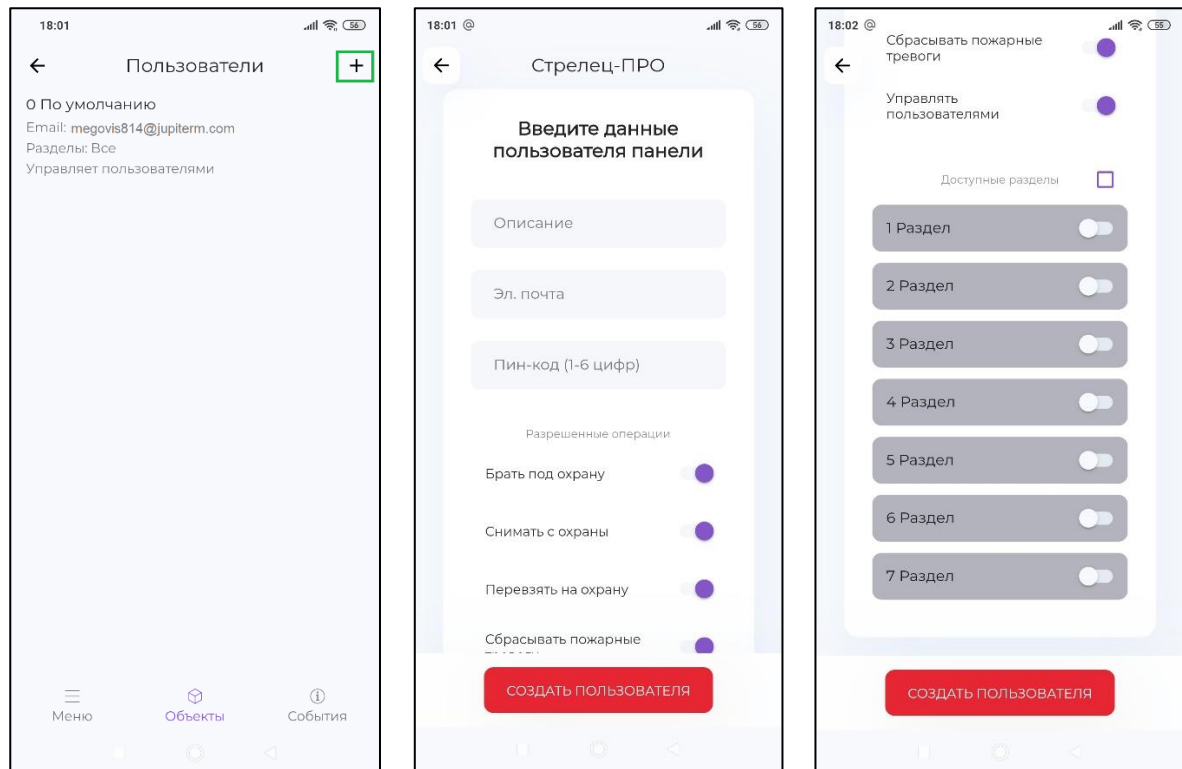 18:01
56
Пользователи
0 По умолчанию
Email: megovis814@jupiterm.com
Разделы: Все
Управляет пользователями
Меню
Объекты
События
18:01 @
56
Стрелец-ПРО
Введите данные
пользователя панели
Описание
Эл. почта
Пин-код (1-6 цифр)
Разрешенные операции
Брать под охрану
Снимать с охраны
Перевзять на охрану
Сбрасывать пожарные
СОЗДАТЬ ПОЛЬЗОВАТЕЛЯ
18:02 @
55
Сбрасывать пожарные
тревоги
Управлять
пользователями
Доступные разделы
1 Раздел
2 Раздел
3 Раздел
4 Раздел
5 Раздел
6 Раздел
7 Раздел
СОЗДАТЬ ПОЛЬЗОВАТЕЛЯ